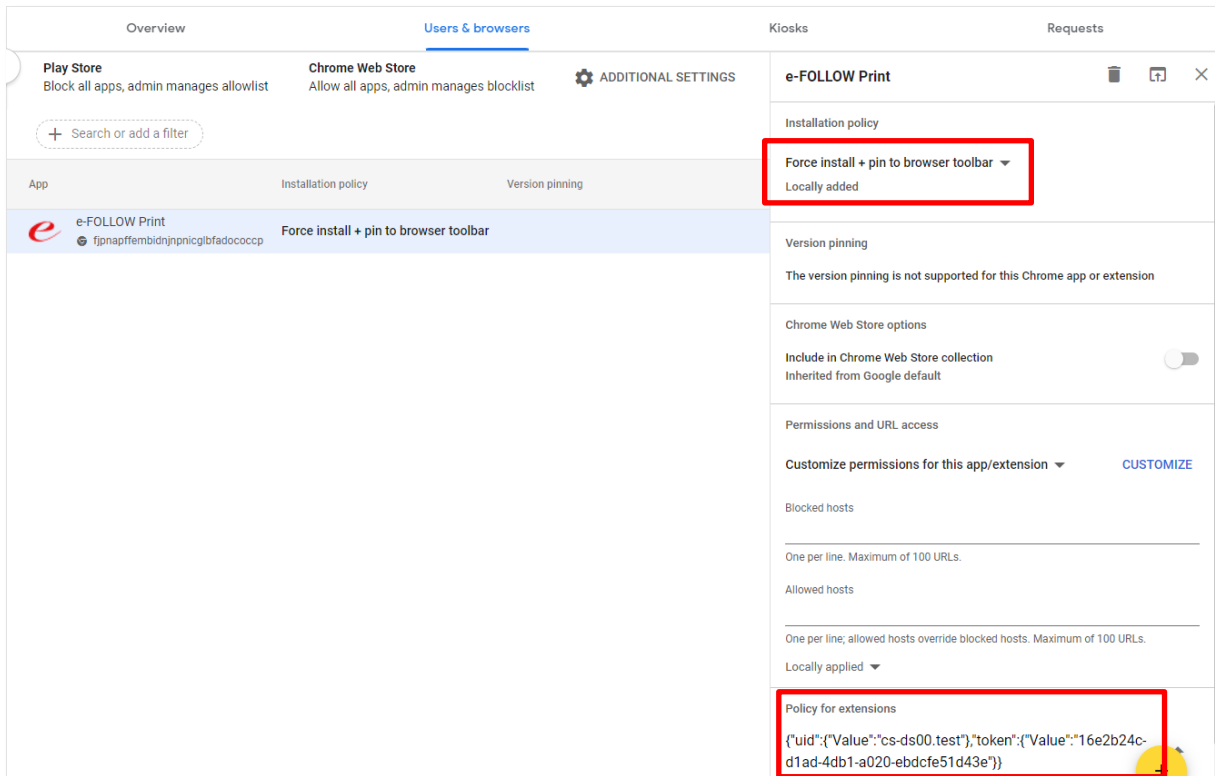 Overview
Users & browsers
Kiosks
Requests
Play Store
Block all apps, admin manages allowlist
Chrome Web Store
Allow all apps, admin manages blocklist
ADDITIONAL SETTINGS
Search or add a filter
App
Installation policy
Version pinning
e-FOLLOW Print
fjpnapffembidnjnpnicglbfadococcp
Force install + pin to browser toolbar
e-FOLLOW Print
Installation policy
Force install + pin to browser toolbar
Locally added
Version pinning
The version pinning is not supported for this Chrome app or extension
Chrome Web Store options
Include in Chrome Web Store collection
Inherited from Google default
Permissions and URL access
Customize permissions for this app/extension
CUSTOMIZE
Blocked hosts
One per line. Maximum of 100 URLs.
Allowed hosts
One per line; allowed hosts override blocked hosts. Maximum of 100 URLs.
Locally applied
Policy for extensions
{"uid":{"Value":"cs-ds00.test"},"token":{"Value":"16e2b24c-
d1ad-4db1-a020-ebdcfe51d43e"}}